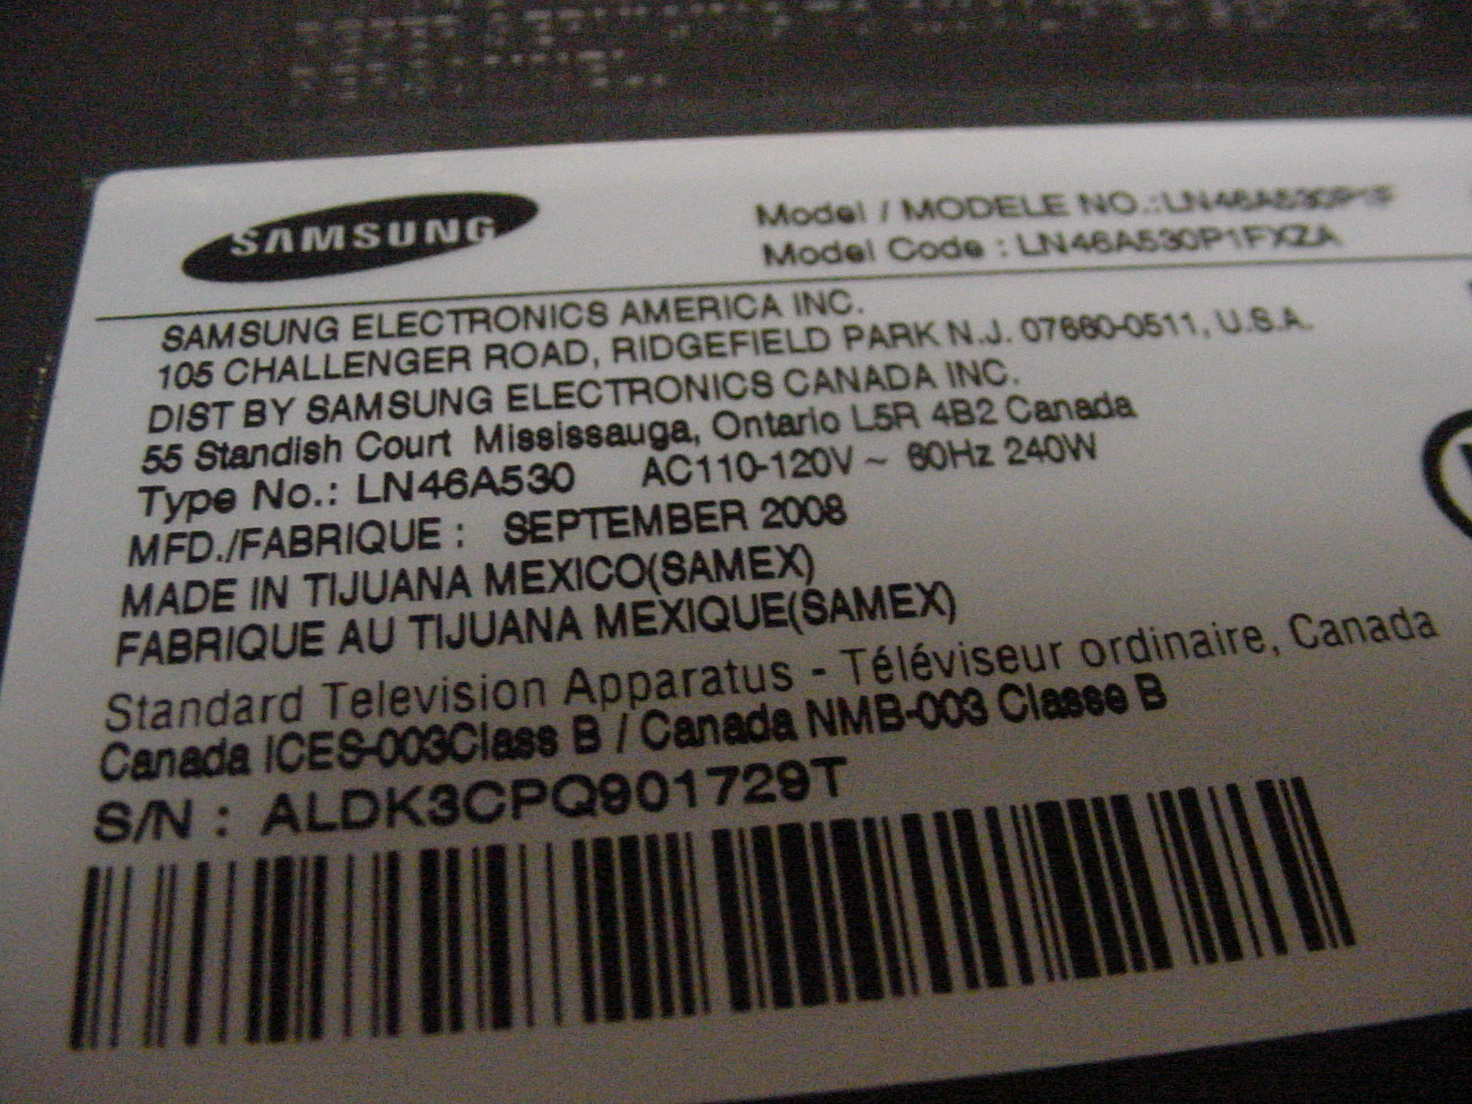 SAMSUNG
Model / MODELE NO.:LN46A530P1F
Model Code : LN46A530P1FXZA
SAMSUNG ELECTRONICS AMERICA INC.
105 CHALLENGER ROAD, RIDGEFIELD PARK N.J. 07660-0511, U.S.A.
DIST BY SAMSUNG ELECTRONICS CANADA INC.
55 Standish Court Mississauga, Ontario L5R 4B2 Canada
Type No.: LN46A530 AC110-120V ~ 60Hz 240W
MFD./FABRIQUE : SEPTEMBER 2008
MADE IN TIJUANA MEXICO(SAMEX)
FABRIQUE AU TIJUANA MEXIQUE(SAMEX)
Standard Television Apparatus - Téléviseur ordinaire, Canada
Canada ICES-003Class B / Canada NMB-003 Classe B
S/N : ALDK3CPQ901729T